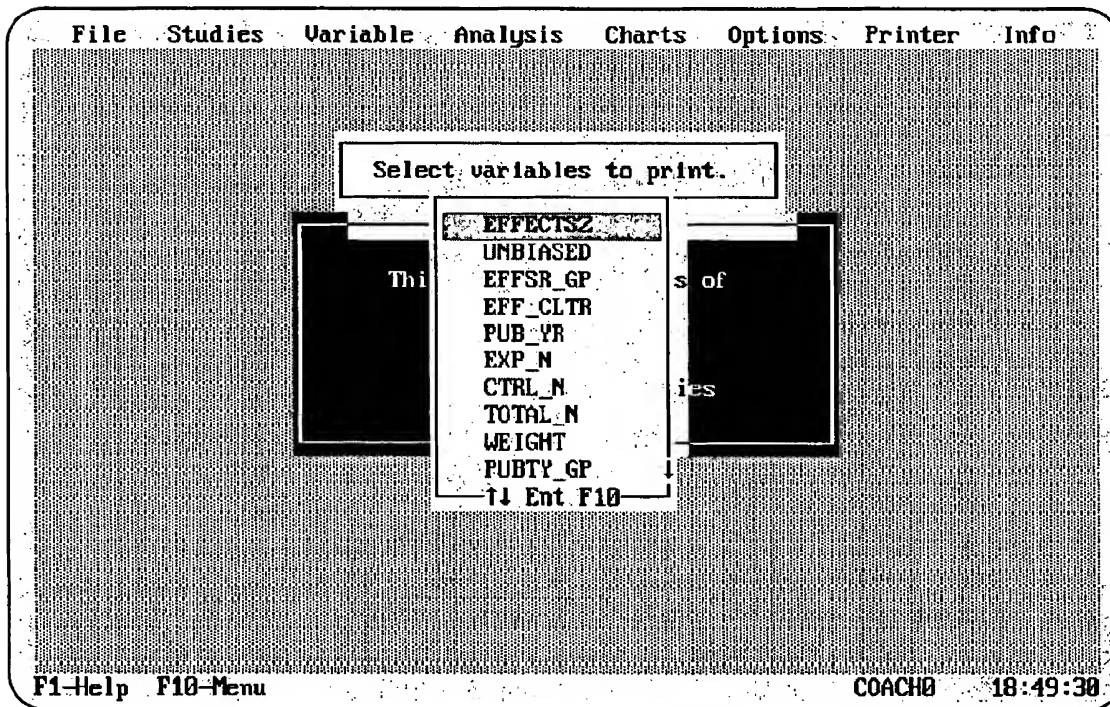 File Studies Variable Analysis Charts Options Printer Info
Select variables to print.
EFFECTSZ
UNBIASED
Thi EFFSR_GP s of
EFF_CLTR
PUB_YR
EXP_N
CTRL_N ies
TOTAL_N
WEIGHT
PUBTY_GP ↓
↑↓ Ent F10
F1-Help F10-Menu COACH0 18:49:30